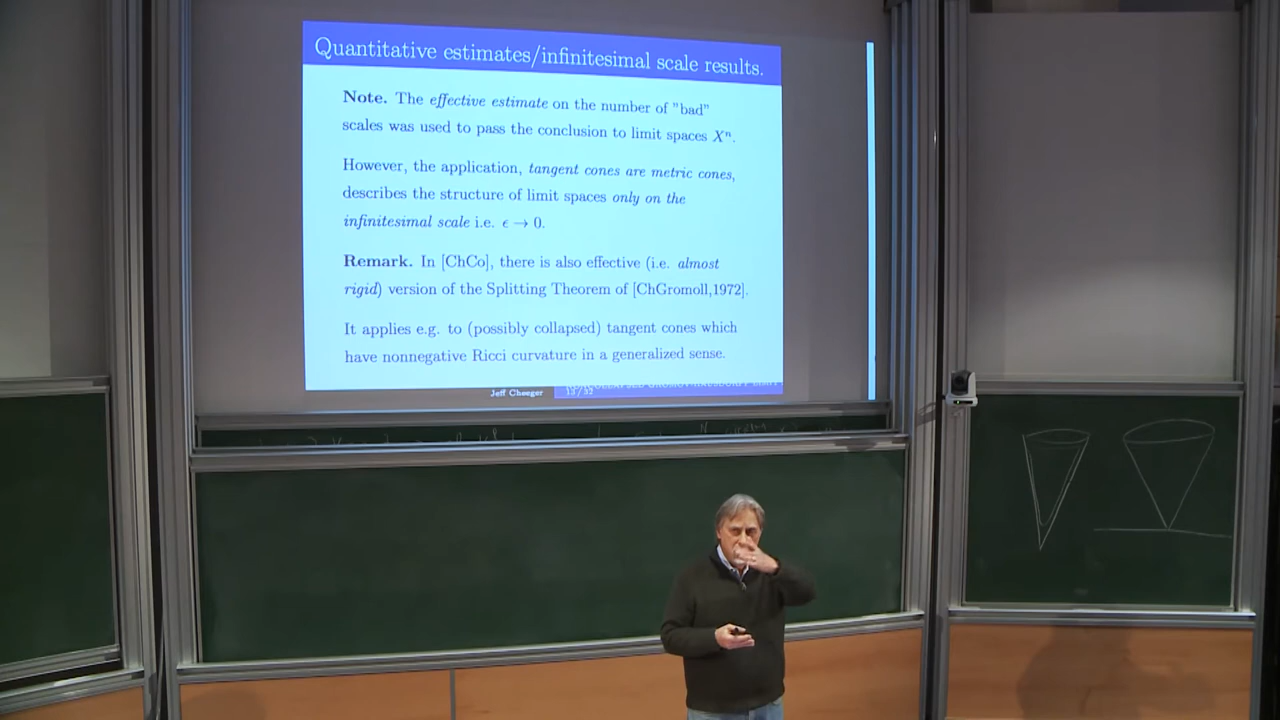 Quantitative estimates/infinitesimal scale results.
Note. The effective estimate on the number of "bad"
scales was used to pass the conclusion to limit spaces Xⁿ.
However, the application, tangent cones are metric cones,
describes the structure of limit spaces only on the
infinitesimal scale i.e. ϵ → 0.
Remark. In [ChCo], there is also effective (i.e. almost
rigid) version of the Splitting Theorem of [ChGromoll,1972].
It applies e.g. to (possibly collapsed) tangent cones which
have nonnegative Ricci curvature in a generalized sense.
Jeff Cheeger
13/32